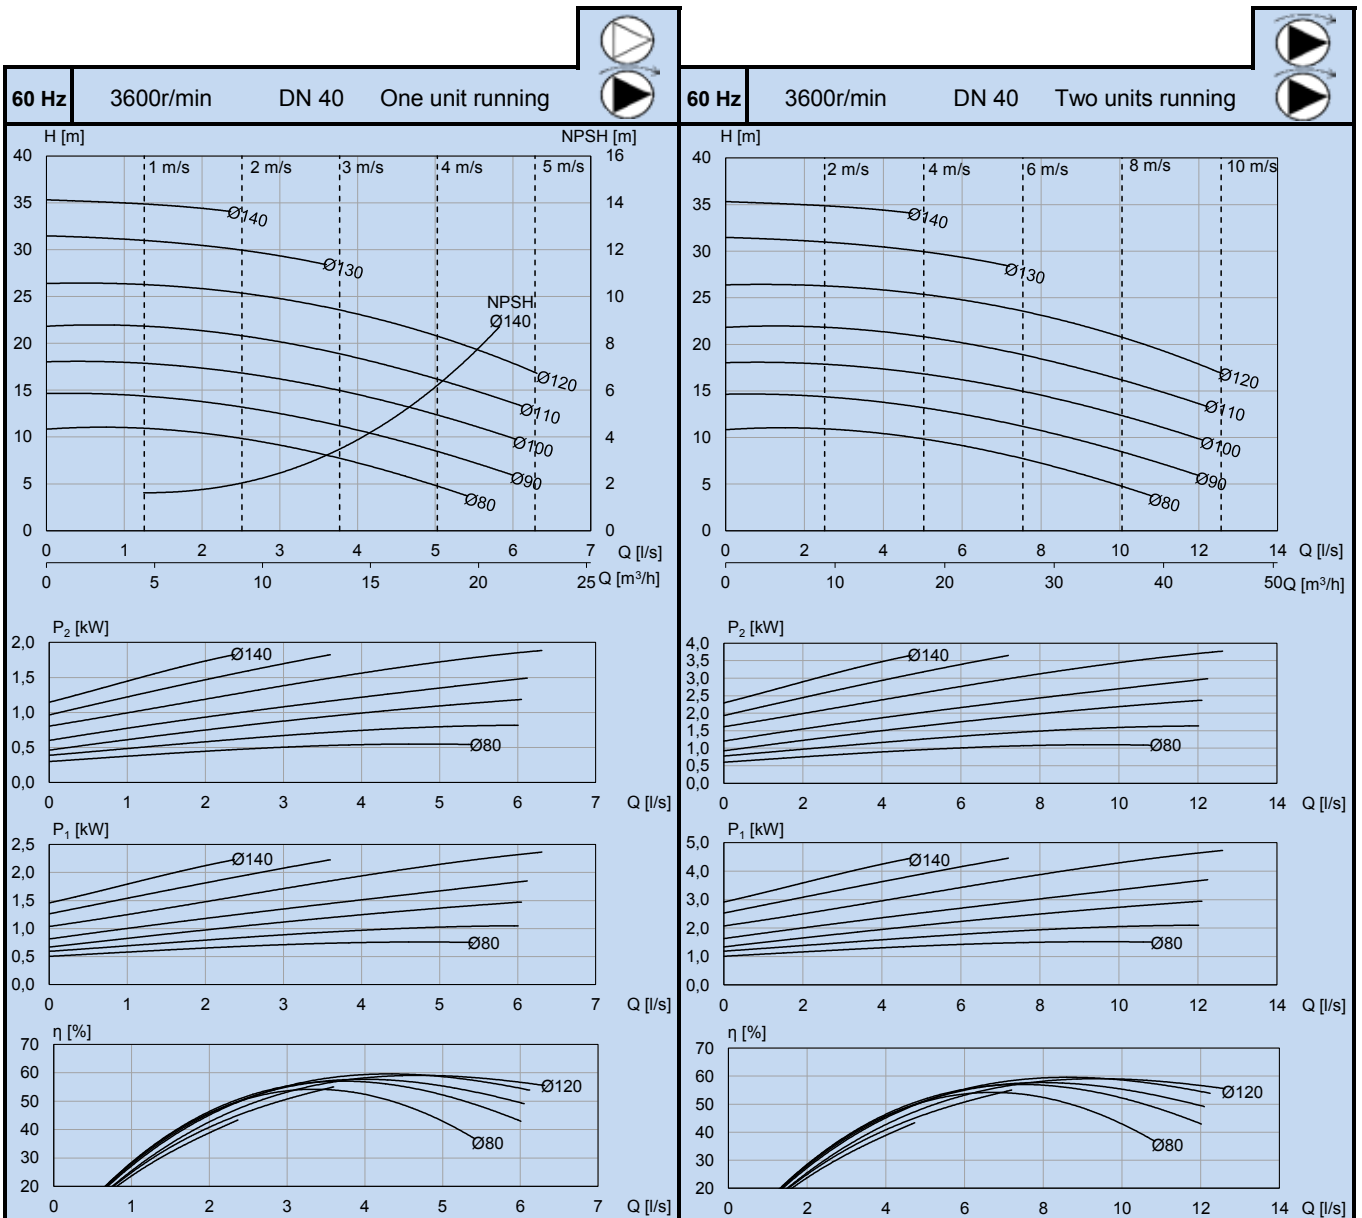 60 Hz 3600r/min DN 40 One unit running
H [m] NPSH [m]
40 1 m/s 2 m/s 3 m/s 4 m/s 5 m/s 16
35 Ø140 14
30 Ø130 12
25 10
NPSH
Ø140
20 8
Ø120
15 6
Ø110
10 Ø100 4
5 Ø90 2
Ø80
0 0
0 1 2 3 4 5 6 7 Q [l/s]
0 5 10 15 20 25 Q [m³/h]
P₂ [kW]
2,0 Ø140
1,5
1,0
0,5 Ø80
0,0
0 1 2 3 4 5 6 7 Q [l/s]
P₁ [kW]
2,5
2,0 Ø140
1,5
1,0
0,5 Ø80
0,0
0 1 2 3 4 5 6 7 Q [l/s]
η [%]
70
60 Ø120
50
40 Ø80
30
20
0 1 2 3 4 5 6 7 Q [l/s]
60 Hz 3600r/min DN 40 Two units running
H [m]
40 2 m/s 4 m/s 6 m/s 8 m/s 10 m/s
35 Ø140
30 Ø130
25
20
Ø120
15
Ø110
10 Ø100
5 Ø90
Ø80
0
0 2 4 6 8 10 12 14 Q [l/s]
0 10 20 30 40 50 Q [m³/h]
P₂ [kW]
4,0
3,5 Ø140
3,0
2,5
2,0
1,5
1,0 Ø80
0,5
0,0
0 2 4 6 8 10 12 14 Q [l/s]
P₁ [kW]
5,0
4,0 Ø140
3,0
2,0
1,0 Ø80
0,0
0 2 4 6 8 10 12 14 Q [l/s]
η [%]
70
60
50 Ø120
40
30 Ø80
20
0 2 4 6 8 10 12 14 Q [l/s]